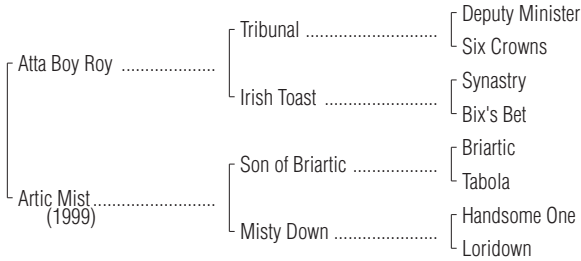 Deputy Minister
Tribunal ..............................
Six Crowns
Atta Boy Roy .....................
Synastry
Irish Toast .........................
Bix's Bet
Briartic
Son of Briartic ...................
Tabola
Artic Mist...........................
(1999)
Handsome One
Misty Down .......................
Loridown